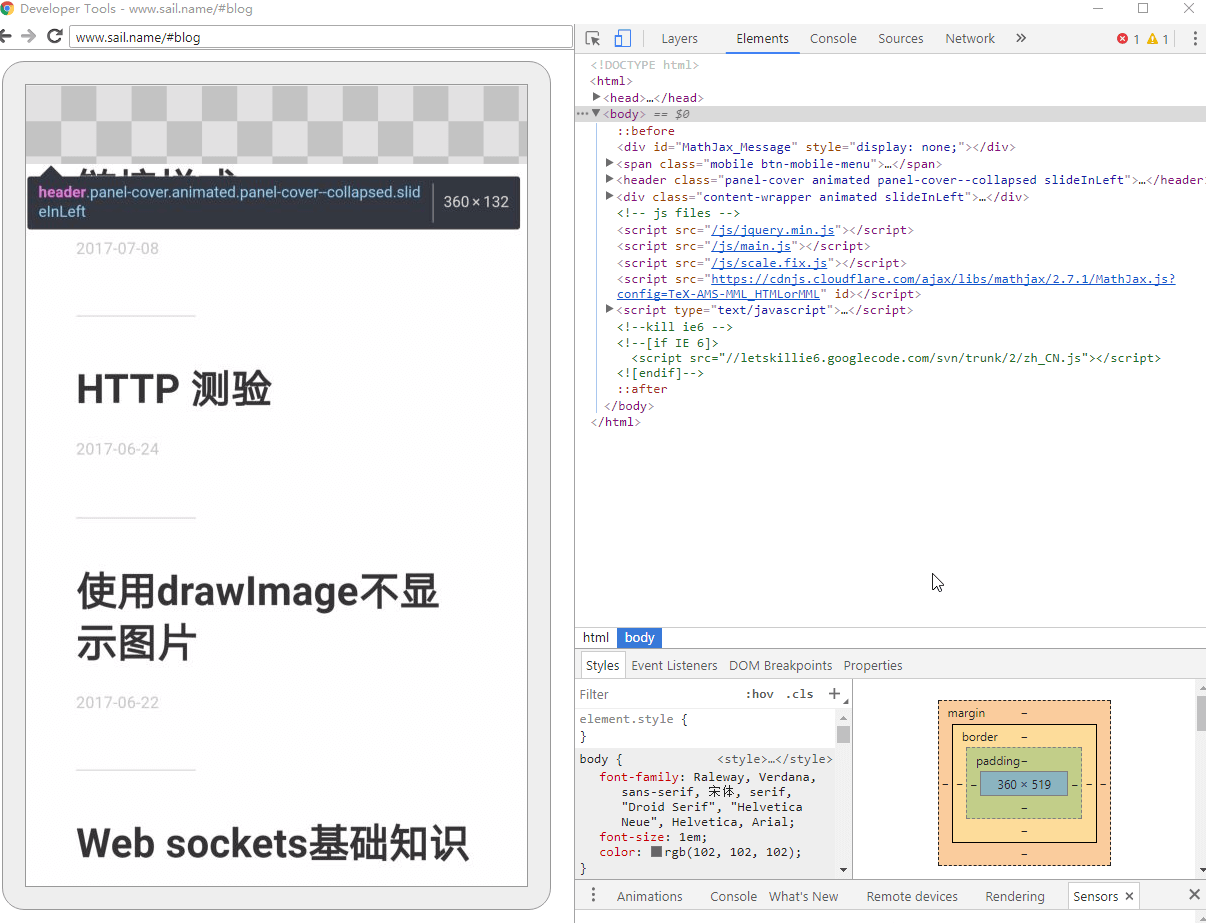 Developer Tools - www.sail.name/#blog
www.sail.name/#blog
Layers Elements Console Sources Network » 1 1
header.panel-cover.animated.panel-cover--collapsed.slid
eInLeft
360 × 132
2017-07-08
HTTP 测验
2017-06-24
使用drawImage不显
示图片
2017-06-22
Web sockets基础知识
<!DOCTYPE html>
<html>
<head>…</head>
<body> == $0
::before
<div id="MathJax_Message" style="display: none;"></div>
<span class="mobile btn-mobile-menu">…</span>
<header class="panel-cover animated panel-cover--collapsed slideInLeft">…</header
<div class="content-wrapper animated slideInLeft">…</div>
<!-- js files -->
<script src="/js/jquery.min.js"></script>
<script src="/js/main.js"></script>
<script src="/js/scale.fix.js"></script>
<script src="https://cdnjs.cloudflare.com/ajax/libs/mathjax/2.7.1/MathJax.js?
config=TeX-AMS-MML_HTMLorMML" id></script>
<script type="text/javascript">…</script>
<!--kill ie6 -->
<!--[if IE 6]>
<script src="//letskillie6.googlecode.com/svn/trunk/2/zh_CN.js"></script>
<![endif]-->
::after
</body>
</html>
html body
Styles Event Listeners DOM Breakpoints Properties
Filter :hov .cls +
element.style {
}
body { <style>…</style>
font-family: Raleway, Verdana,
sans-serif, 宋体, serif,
"Droid Serif", "Helvetica
Neue", Helvetica, Arial;
font-size: 1em;
color: rgb(102, 102, 102);
}
margin –
border –
padding –
– – – 360 × 519 – – –
–
–
–
Animations Console What's New Remote devices Rendering Sensors ×